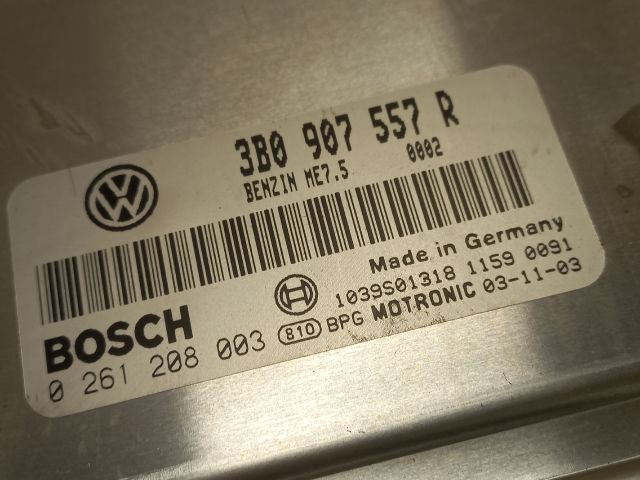 3B0 907 557 R
BENZIN ME7.5 0002
Made in Germany
BOSCH 1039S01318 1159 0091
0 261 208 003 810 BPG MOTRONIC 03-11-03